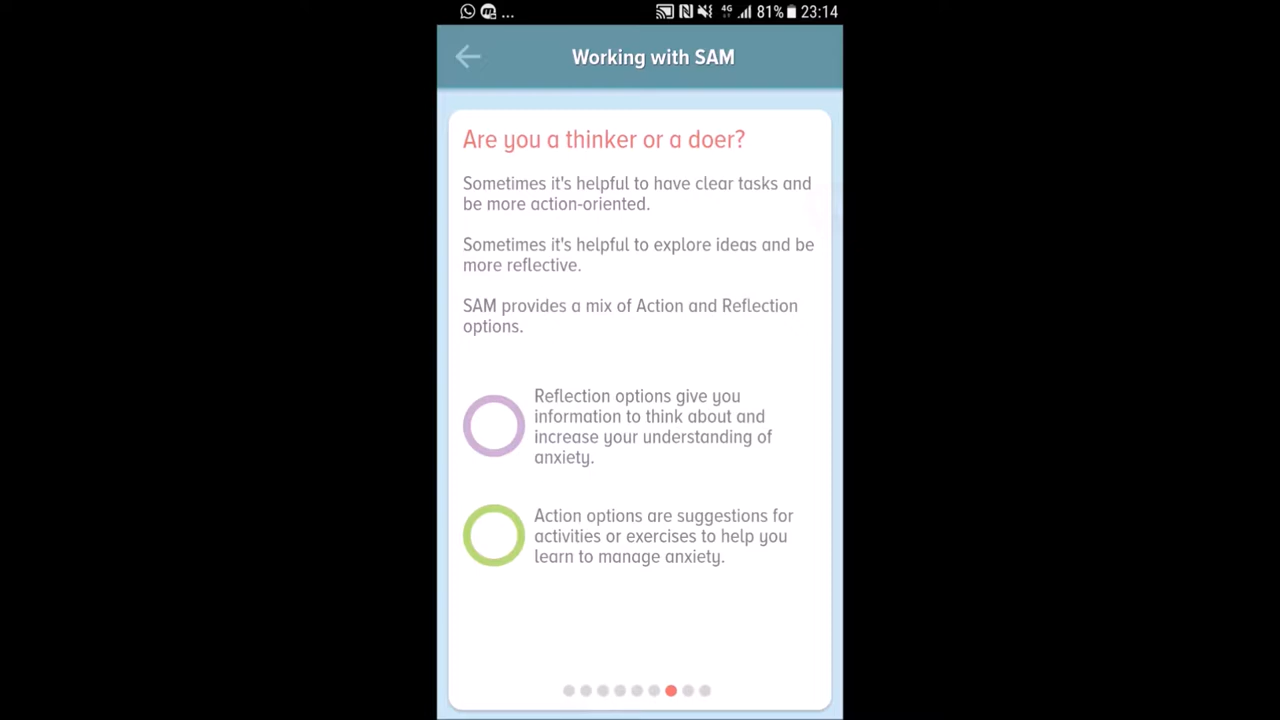 ... 4G 81% 23:14
Working with SAM
Are you a thinker or a doer?
Sometimes it's helpful to have clear tasks and
be more action-oriented.
Sometimes it's helpful to explore ideas and be
more reflective.
SAM provides a mix of Action and Reflection
options.
Reflection options give you
information to think about and
increase your understanding of
anxiety.
Action options are suggestions for
activities or exercises to help you
learn to manage anxiety.